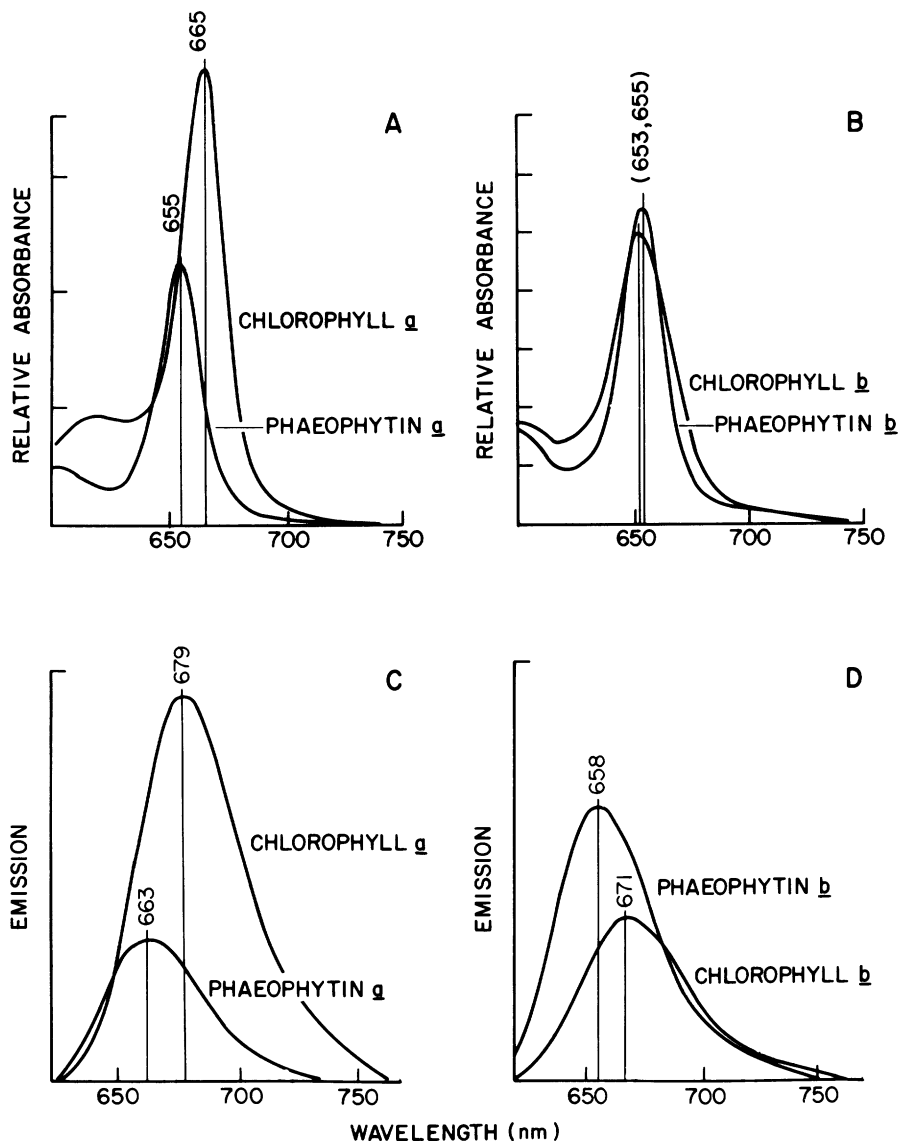 A
665
655
CHLOROPHYLL a
PHAEOPHYTIN a
RELATIVE ABSORBANCE
650 700 750
B
(653,655)
CHLOROPHYLL b
PHAEOPHYTIN b
RELATIVE ABSORBANCE
650 700 750
C
679
CHLOROPHYLL a
663
PHAEOPHYTIN a
EMISSION
650 700 750
D
658
PHAEOPHYTIN b
671
CHLOROPHYLL b
EMISSION
650 700 750
WAVELENGTH (nm)